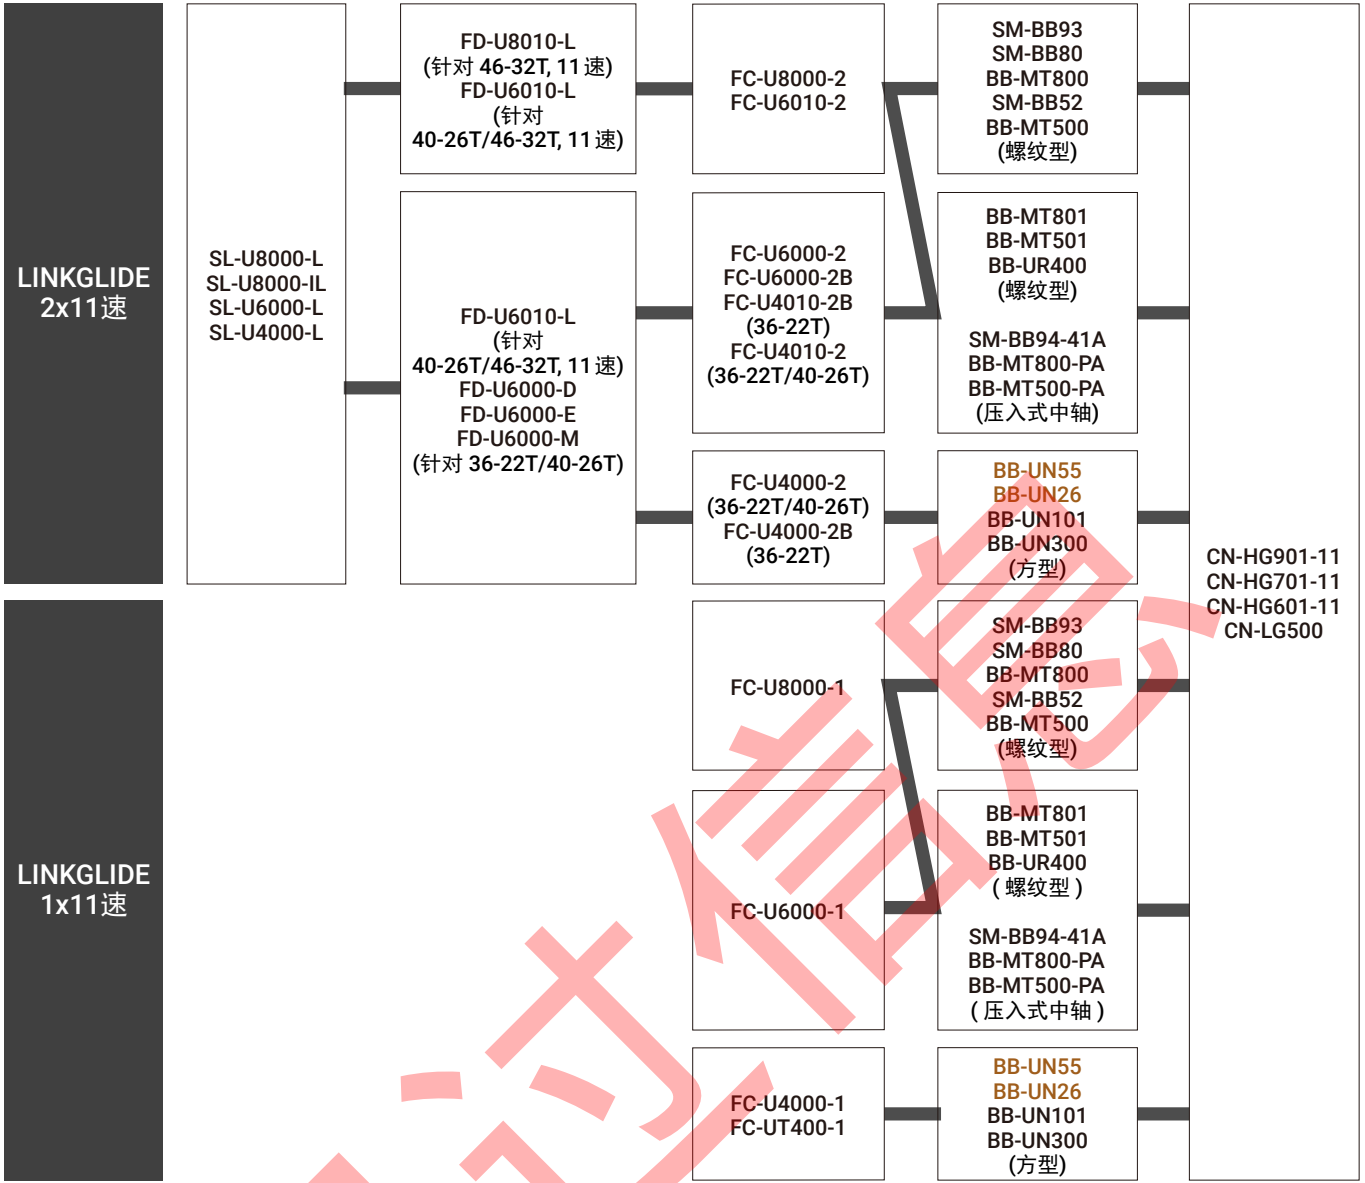 LINKGLIDE
2x11速
SL-U8000-L
SL-U8000-IL
SL-U6000-L
SL-U4000-L
FD-U8010-L
(针对 46-32T, 11 速)
FD-U6010-L
(针对
40-26T/46-32T, 11 速)
FD-U6010-L
(针对
40-26T/46-32T, 11 速)
FD-U6000-D
FD-U6000-E
FD-U6000-M
(针对 36-22T/40-26T)
FC-U8000-2
FC-U6010-2
FC-U6000-2
FC-U6000-2B
FC-U4010-2B
(36-22T)
FC-U4010-2
(36-22T/40-26T)
FC-U4000-2
(36-22T/40-26T)
FC-U4000-2B
(36-22T)
SM-BB93
SM-BB80
BB-MT800
SM-BB52
BB-MT500
(螺纹型)
BB-MT801
BB-MT501
BB-UR400
(螺纹型)
SM-BB94-41A
BB-MT800-PA
BB-MT500-PA
(压入式中轴)
BB-UN55
BB-UN26
BB-UN101
BB-UN300
(方型)
CN-HG901-11
CN-HG701-11
CN-HG601-11
CN-LG500
LINKGLIDE
1x11速
FC-U8000-1
FC-U6000-1
FC-U4000-1
FC-UT400-1
SM-BB93
SM-BB80
BB-MT800
SM-BB52
BB-MT500
(螺纹型)
BB-MT801
BB-MT501
BB-UR400
( 螺纹型 )
SM-BB94-41A
BB-MT800-PA
BB-MT500-PA
( 压入式中轴 )
BB-UN55
BB-UN26
BB-UN101
BB-UN300
(方型)
过信息